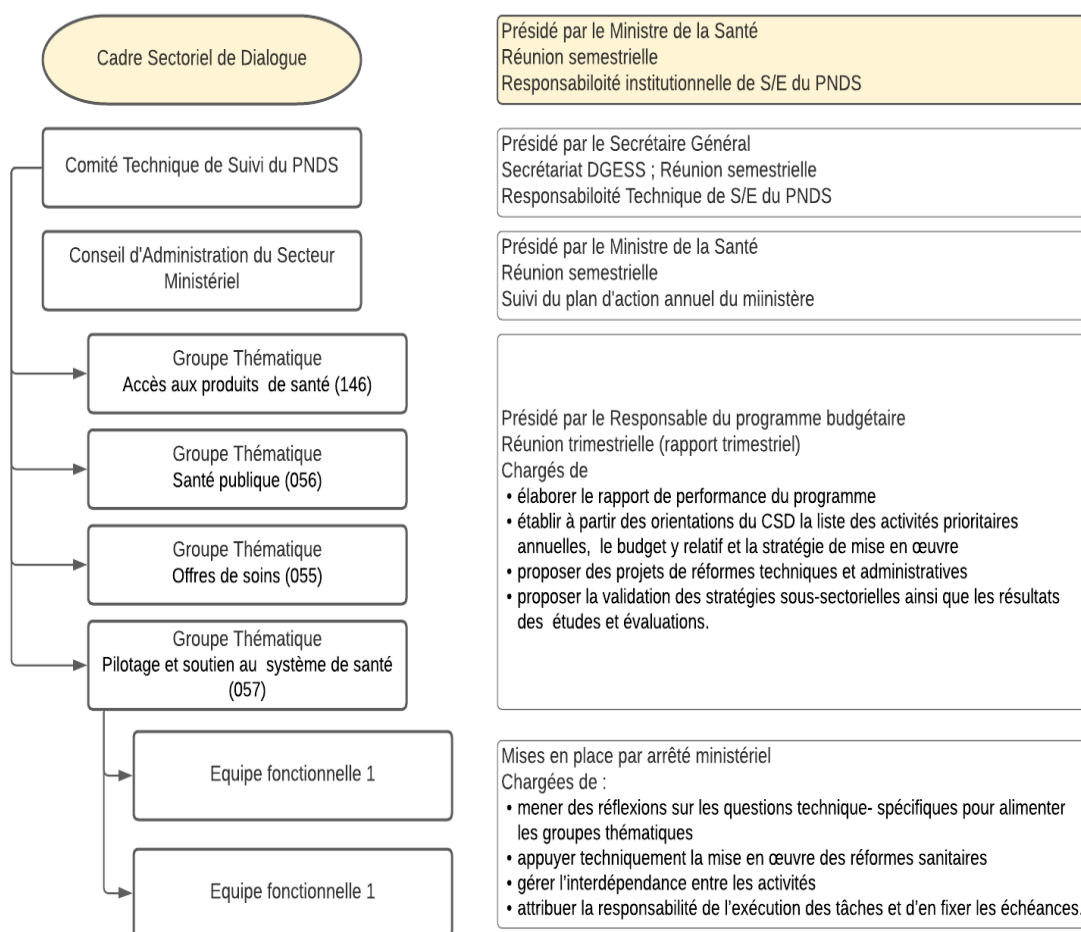 Cadre Sectoriel de Dialogue
Présidé par le Ministre de la Santé
Réunion semestrielle
Responsabiloité institutionnelle de S/E du PNDS
Comité Technique de Suivi du PNDS
Présidé par le Secrétaire Général
Secrétariat DGESS ; Réunion semestrielle
Responsabiloité Technique de S/E du PNDS
Conseil d'Administration du Secteur
Ministériel
Présidé par le Ministre de la Santé
Réunion semestrielle
Suivi du plan d'action annuel du miinistère
Groupe Thématique
Accès aux produits de santé (146)
Groupe Thématique
Santé publique (056)
Groupe Thématique
Offres de soins (055)
Groupe Thématique
Pilotage et soutien au système de santé
(057)
Présidé par le Responsable du programme budgétaire
Réunion trimestrielle (rapport trimestriel)
Chargés de
• élaborer le rapport de performance du programme
• établir à partir des orientations du CSD la liste des activités prioritaires
annuelles, le budget y relatif et la stratégie de mise en œuvre
• proposer des projets de réformes techniques et administratives
• proposer la validation des stratégies sous-sectorielles ainsi que les résultats
des études et évaluations.
Equipe fonctionnelle 1
Equipe fonctionnelle 1
Mises en place par arrêté ministériel
Chargées de :
• mener des réflexions sur les questions technique- spécifiques pour alimenter
les groupes thématiques
• appuyer techniquement la mise en œuvre des réformes sanitaires
• gérer l'interdépendance entre les activités
• attribuer la responsabilité de l'exécution des tâches et d'en fixer les échéances.